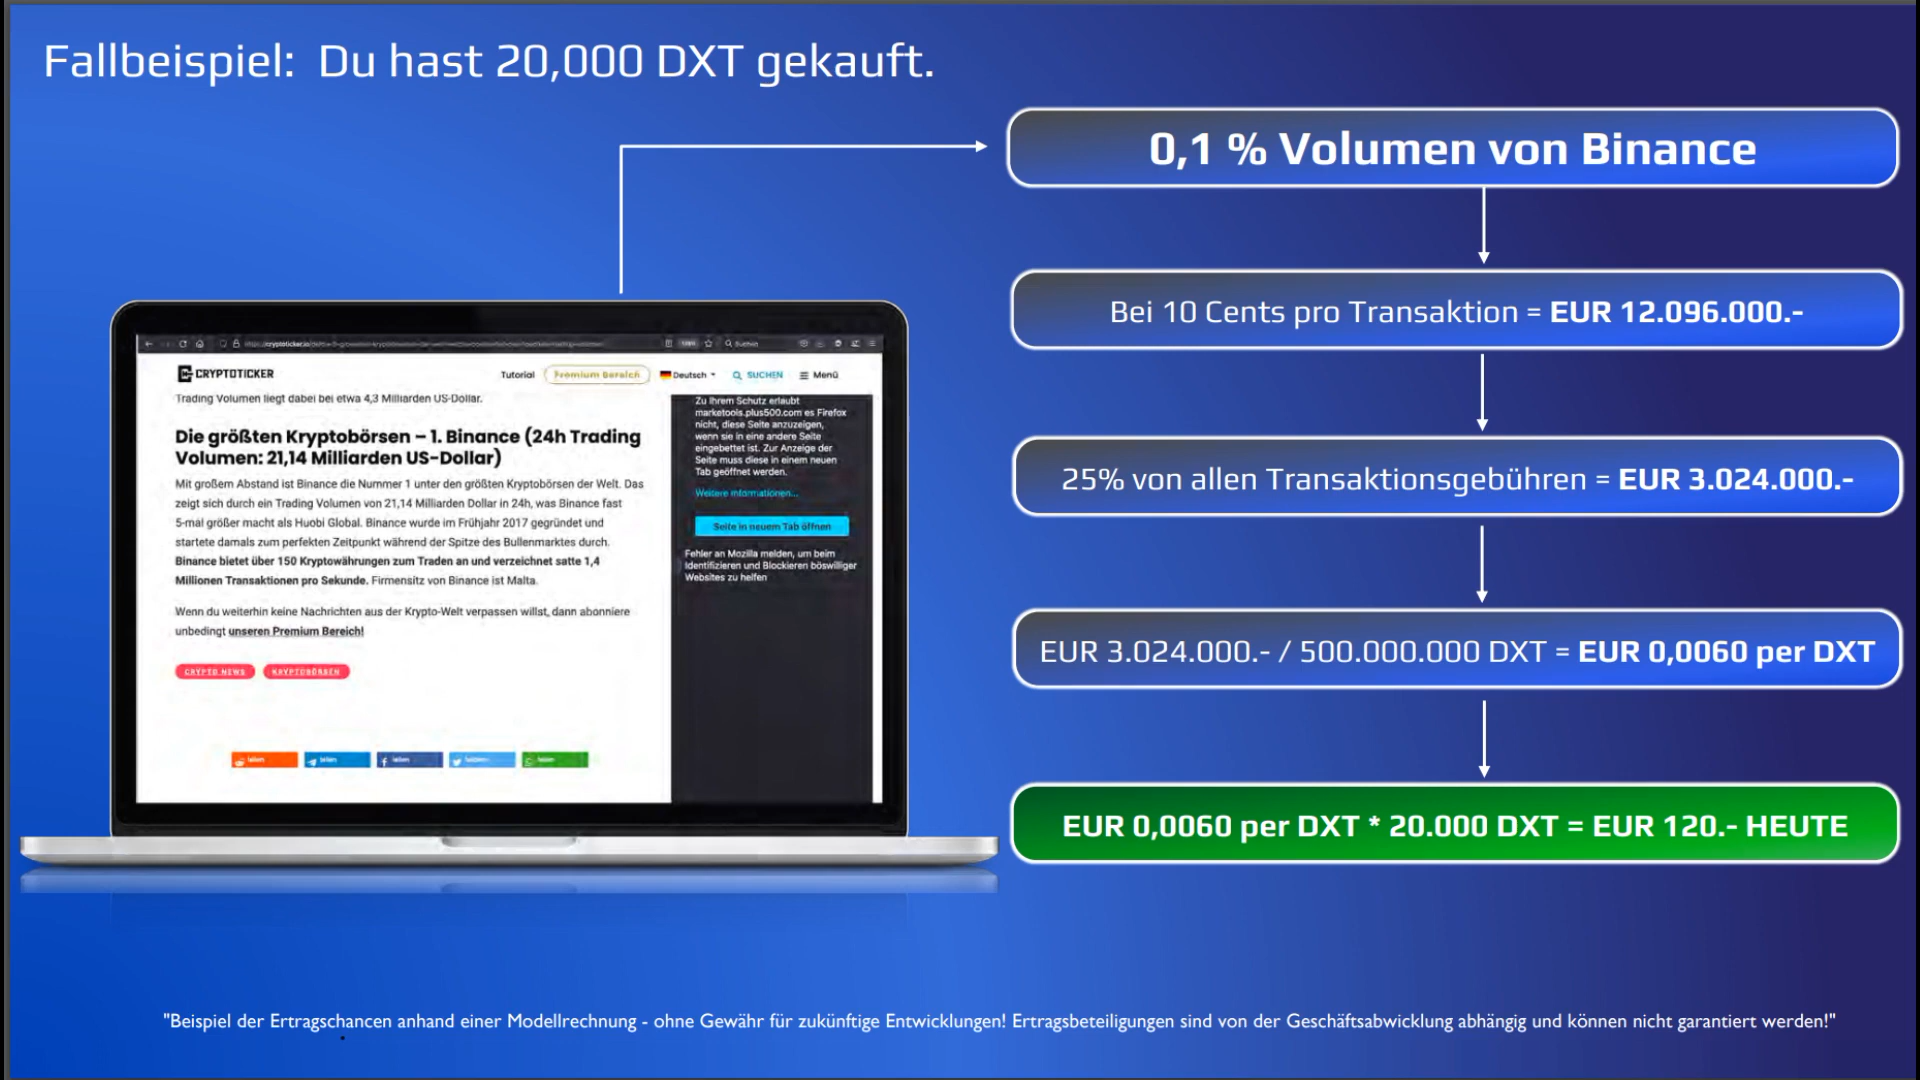 Fallbeispiel: Du hast 20,000 DXT gekauft.
0,1 % Volumen von Binance
Bei 10 Cents pro Transaktion = EUR 12.096.000.-
25% von allen Transaktionsgebühren = EUR 3.024.000.-
EUR 3.024.000.- / 500.000.000 DXT = EUR 0,0060 per DXT
EUR 0,0060 per DXT * 20.000 DXT = EUR 120.- HEUTE
Suchen
CRYPTOTICKER
Tutorial Premium Bereich Deutsch SUCHEN Menü
Trading Volumen liegt dabei bei etwa 4,3 Milliarden US-Dollar.
Die größten Kryptobörsen – 1. Binance (24h Trading
Volumen: 21,14 Milliarden US-Dollar)
Mit großem Abstand ist Binance die Nummer 1 unter den größten Kryptobörsen der Welt. Das
zeigt sich durch ein Trading Volumen von 21,14 Milliarden Dollar in 24h, was Binance fast
5-mal größer macht als Huobi Global. Binance wurde im Frühjahr 2017 gegründet und
startete damals zum perfekten Zeitpunkt während der Spitze des Bullenmarktes durch.
Binance bietet über 150 Kryptowährungen zum Traden an und verzeichnet satte 1,4
Millionen Transaktionen pro Sekunde. Firmensitz von Binance ist Malta.
Wenn du weiterhin keine Nachrichten aus der Krypto-Welt verpassen willst, dann abonniere
unbedingt unseren Premium Bereich!
CRYPTO NEWS KRYPTOBÖRSEN
teilen teilen teilen teilen
Zu Ihrem Schutz erlaubt
marketools.plus500.com es Firefox
nicht, diese Seite anzuzeigen,
wenn sie in eine andere Seite
eingebettet ist. Zur Anzeige der
Seite muss diese in einem neuen
Tab geöffnet werden.
Weitere Informationen...
Seite in neuem Tab öffnen
Fehler an Mozilla melden, um beim
Identifizieren und Blockieren böswilliger
Websites zu helfen
"Beispiel der Ertragschancen anhand einer Modellrechnung - ohne Gewähr für zukünftige Entwicklungen! Ertragsbeteiligungen sind von der Geschäftsabwicklung abhängig und können nicht garantiert werden!"